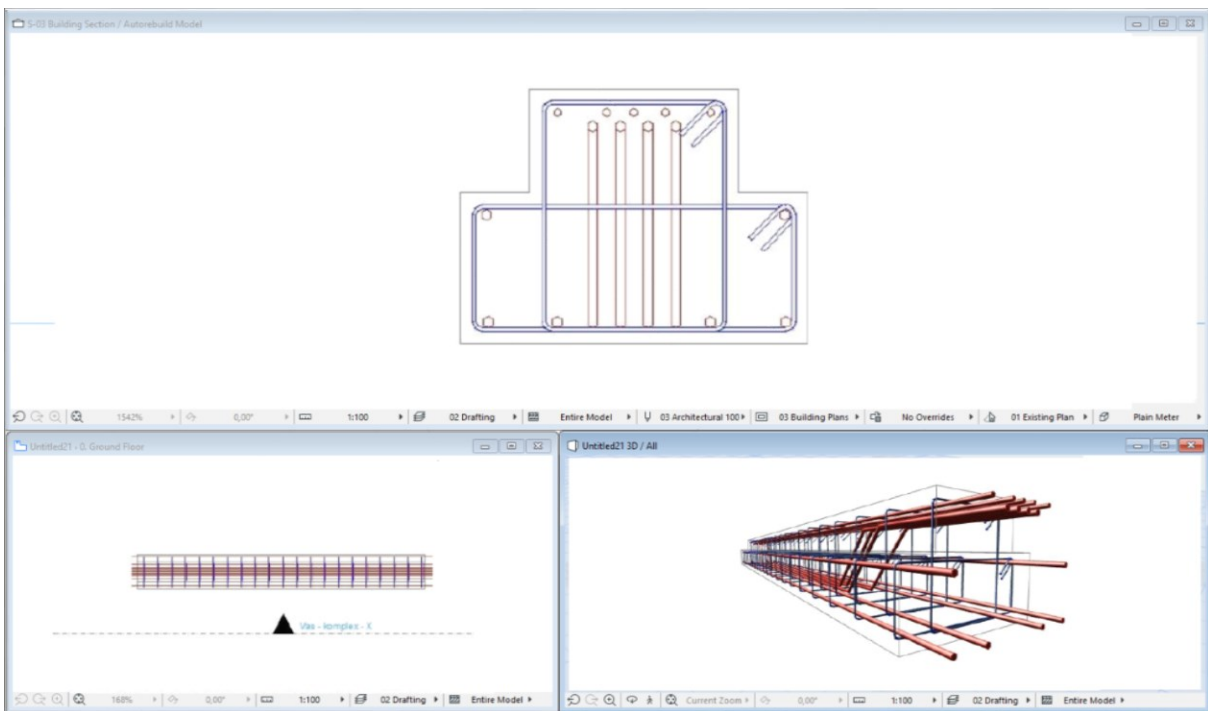 S-03 Building Section / Autorebuild Model
1542% 0,00° 1:100 02 Drafting Entire Model 03 Architectural 100 03 Building Plans No Overrides 01 Existing Plan Plain Meter
Untitled21 - 0. Ground Floor
Vas - komplex - X
168% 0,00° 1:100 02 Drafting Entire Model
Untitled21 3D / All
Current Zoom 0,00° 1:100 02 Drafting Entire Model